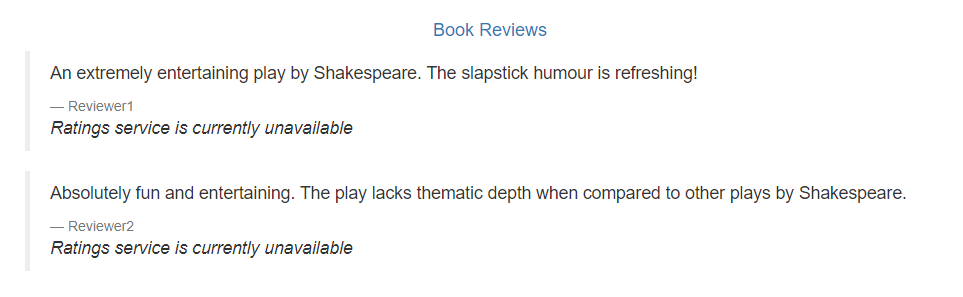 Book Reviews
An extremely entertaining play by Shakespeare. The slapstick humour is refreshing!
— Reviewer1
Ratings service is currently unavailable
Absolutely fun and entertaining. The play lacks thematic depth when compared to other plays by Shakespeare.
— Reviewer2
Ratings service is currently unavailable